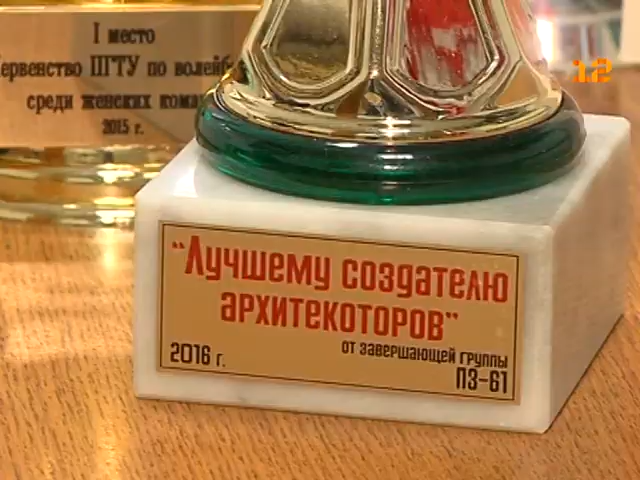 I место
ервенство ПГТУ по волейб
среди женских кома
2015 г.
12
"Лучшему создателю
архитекоторов"
2016 г.
от завершающей группы
ПЗ-61